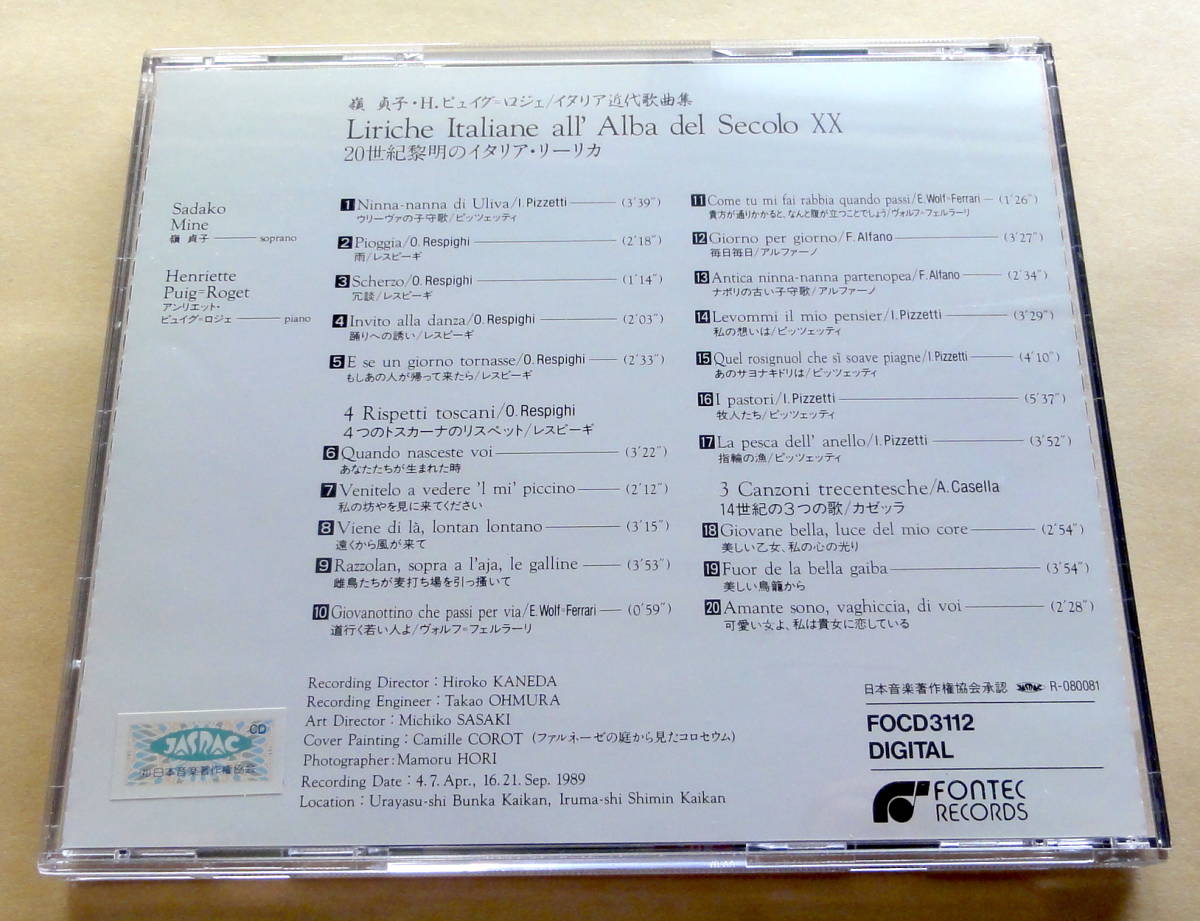 嶺 貞子・H.ピュイグ=ロジェ/イタリア近代歌曲集
Liriche Italiane all' Alba del Secolo XX
20世紀黎明のイタリア・リーリカ
Sadako
Mine
嶺 貞子 soprano
Henriette
Puig=Roget
アンリエット・
ピュイグ=ロジェ piano
1 Ninna-nanna di Uliva/I. Pizzetti (3'39")
ウリーヴァの子守歌/ピッツェッティ
2 Pioggia/O. Respighi (2'18")
雨/レスピーギ
3 Scherzo/O. Respighi (1'14")
冗談/レスピーギ
4 Invito alla danza/O. Respighi (2'03")
踊りへの誘い/レスピーギ
5 E se un giorno tornasse/O. Respighi (2'33")
もしあの人が帰って来たら/レスピーギ
4 Rispetti toscani/O. Respighi
4つのトスカーナのリスペット/レスピーギ
6 Quando nasceste voi (3'22")
あなたたちが生まれた時
7 Venitelo a vedere 'l mi' piccino (2'12")
私の坊やを見に来てください
8 Viene di là, lontan lontano (3'15")
遠くから風が来て
9 Razzolan, sopra a l'aja, le galline (3'53")
雌鳥たちが麦打ち場を引っ掻いて
10 Giovanottino che passi per via/E. Wolf=Ferrari (0'59")
道行く若い人よ/ヴォルフ=フェルラーリ
11 Come tu mi fai rabbia quando passi/E. Wolf=Ferrari (1'26")
貴方が通りかかると、なんと腹が立つことでしょう/ヴォルフ=フェルラーリ
12 Giorno per giorno/F. Alfano (3'27")
毎日毎日/アルファーノ
13 Antica ninna-nanna partenopea/F. Alfano (2'34")
ナポリの古い子守歌/アルファーノ
14 Levommi il mio pensier/I. Pizzetti (3'29")
私の想いは/ピッツェッティ
15 Quel rosignuol che sì soave piagne/I. Pizzetti (4'10")
あのサヨナキドリは/ピッツェッティ
16 I pastori/I. Pizzetti (5'37")
牧人たち/ピッツェッティ
17 La pesca dell' anello/I. Pizzetti (3'52")
指輪の漁/ピッツェッティ
3 Canzoni trecentesche/A. Casella
14世紀の3つの歌/カゼッラ
18 Giovane bella, luce del mio core (2'54")
美しい乙女、私の心の光り
19 Fuor de la bella gaiba (3'54")
美しい鳥籠から
20 Amante sono, vaghiccia, di voi (2'28")
可愛い女よ、私は貴女に恋している
Recording Director : Hiroko KANEDA
Recording Engineer : Takao OHMURA
Art Director : Michiko SASAKI
Cover Painting : Camille COROT (ファルネーゼの庭から見たコロセウム)
Photographer : Mamoru HORI
Recording Date : 4.7. Apr., 16.21. Sep. 1989
Location : Urayasu-shi Bunka Kaikan, Iruma-shi Shimin Kaikan
CD
JASRAC
(社)日本音楽著作権協会
日本音楽著作権協会承認 JASRAC R-080081
FOCD3112
DIGITAL
FONTEC
RECORDS